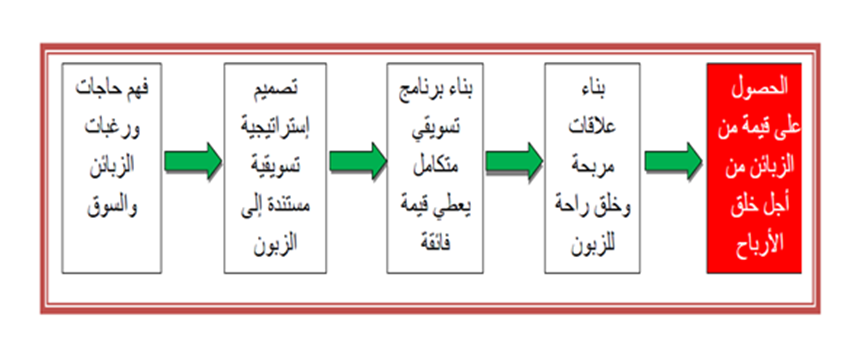 فهم حاجات
ورغبات
الزبائن
والسوق
تصميم
إستراتيجية
تسويقية
مستندة إلى
الزبون
بناء برنامج
تسويقي
متكامل
يعطي قيمة
فائقة
بناء
علاقات
مربحة
وخلق راحة
للزبون
الحصول
على قيمة من
الزبائن من
أجل خلق
الأرباح